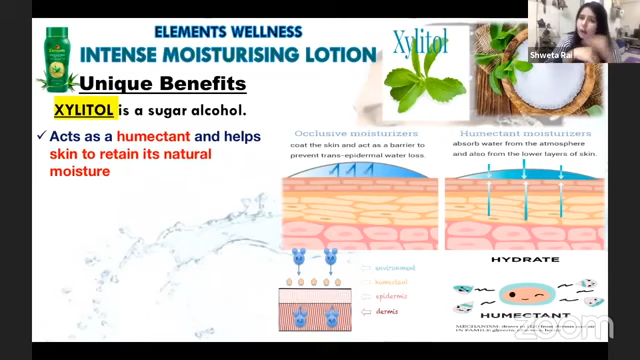 ELEMENTS WELLNESS
INTENSE MOISTURISING LOTION
Unique Benefits
XYLITOL is a sugar alcohol.
✓ Acts as a humectant and helps
skin to retain its natural
moisture
Xylitol
Shweta Rai
Occlusive moisturizers
coat the skin and act as a barrier to
prevent trans-epidermal water loss.
Humectant moisturizers
absorb water from the atmosphere
and also from the lower layers of skin.
environment
humectant
epidermis
dermis
HYDRATE
HUMECTANT
MECHANISM:
zoom